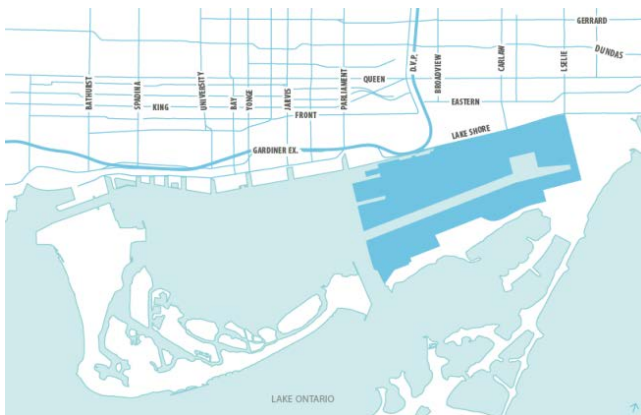 GERRARD
DUNDAS
BATHURST
SPADINA
UNIVERSITY
BAY
YONGE
JARVIS
PARLIAMENT
D.V.P.
BROADVIEW
CARLAW
LSELIE
QUEEN
KING
EASTERN
FRONT
LAKE SHORE
GARDINER EX.
LAKE ONTARIO